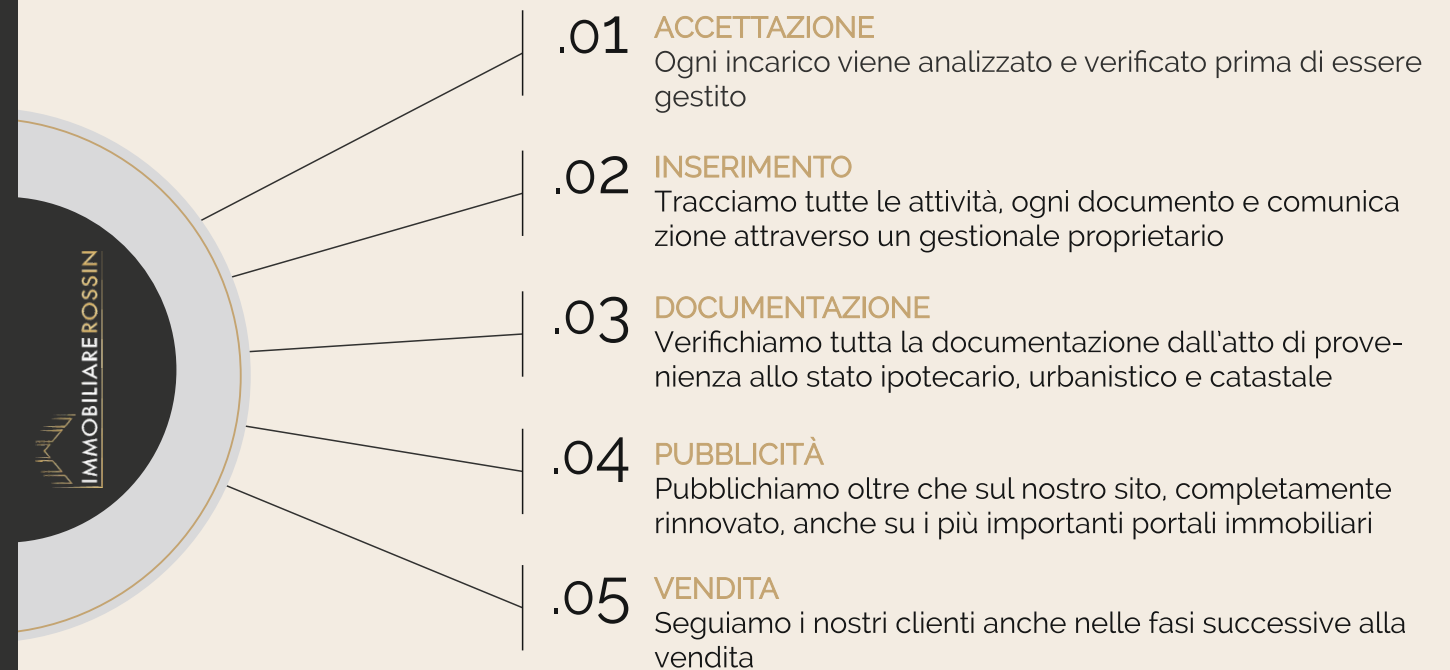 IMMOBILIAREROSSIN
.01
ACCETTAZIONE
Ogni incarico viene analizzato e verificato prima di essere
gestito
.02
INSERIMENTO
Tracciamo tutte le attività, ogni documento e comunica
zione attraverso un gestionale proprietario
.03
DOCUMENTAZIONE
Verifichiamo tutta la documentazione dall'atto di prove-
nienza allo stato ipotecario, urbanistico e catastale
.04
PUBBLICITÀ
Pubblichiamo oltre che sul nostro sito, completamente
rinnovato, anche su i più importanti portali immobiliari
.05
VENDITA
Seguiamo i nostri clienti anche nelle fasi successive alla
vendita